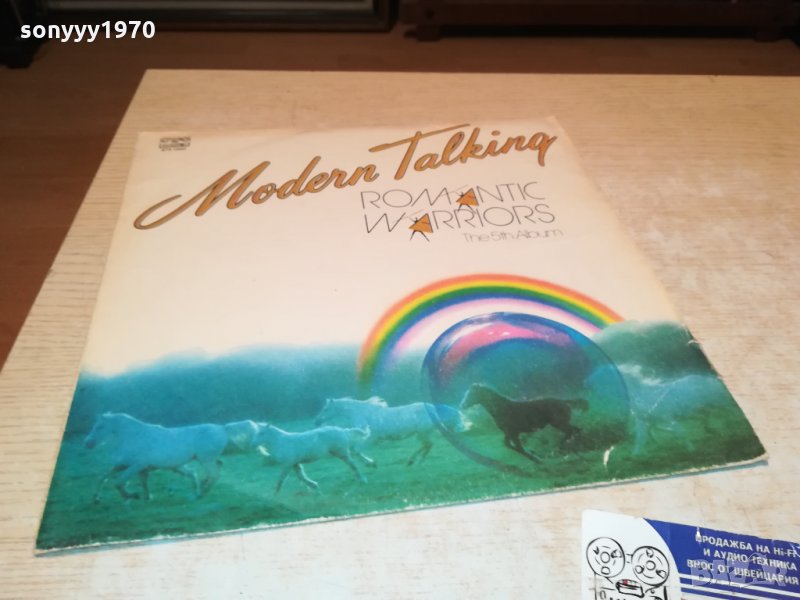 sonyyy1970
Modern Talking
ROMANTIC
WARRIORS
The 5th Album
ПРОДАЖБА НА Hi-Fi
И АУДИО ТЕХНИКА
ВНОС ОТ ШВЕЙЦАРИЯ